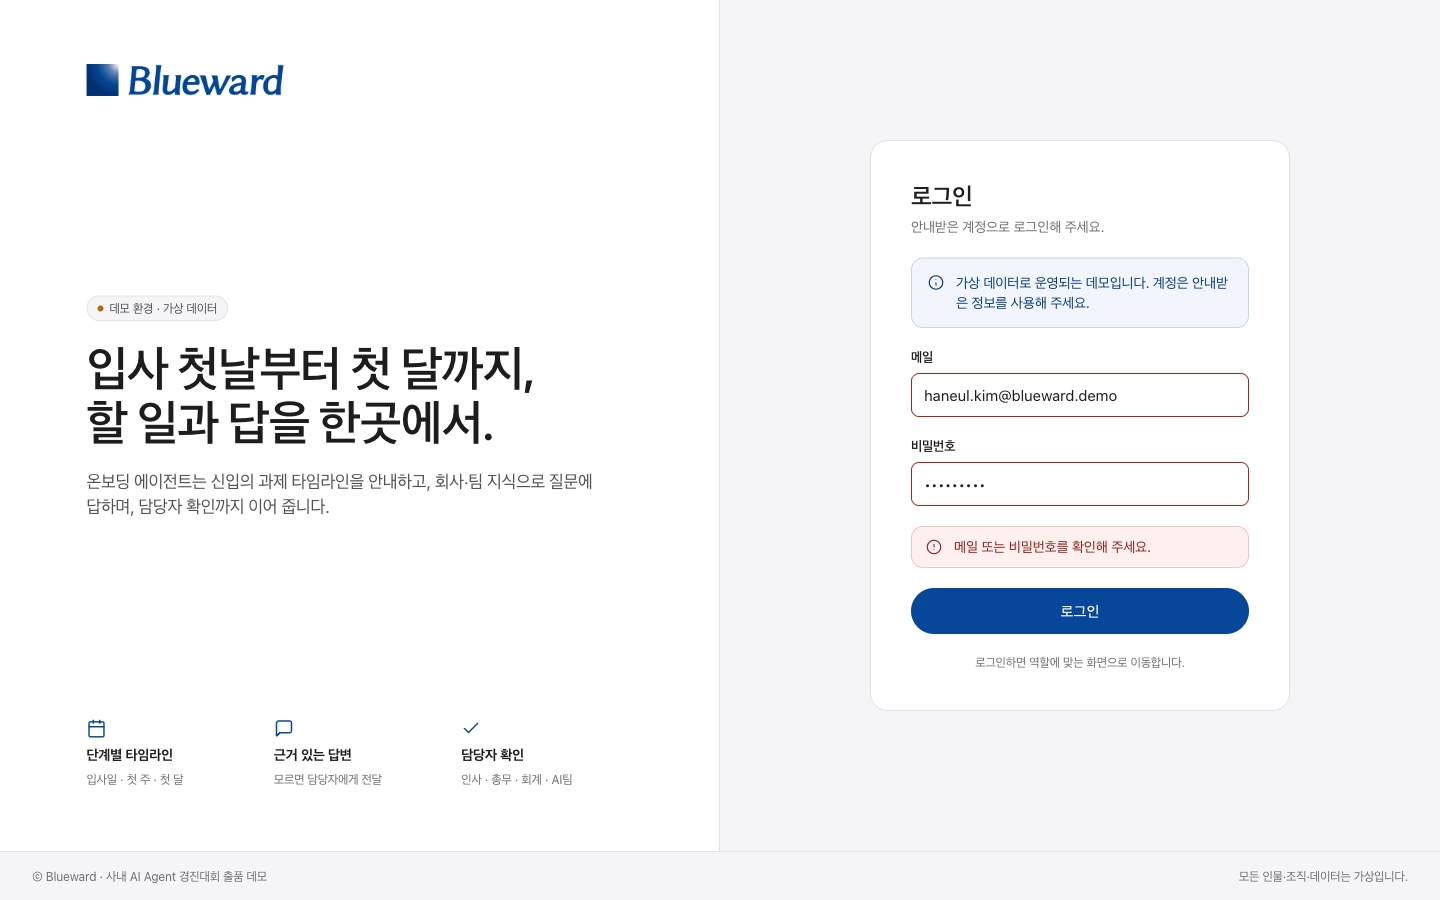 Blueward
데모 환경 · 가상 데이터
입사 첫날부터 첫 달까지,
할 일과 답을 한곳에서.
온보딩 에이전트는 신입의 과제 타임라인을 안내하고, 회사·팀 지식으로 질문에
답하며, 담당자 확인까지 이어 줍니다.
단계별 타임라인
입사일 · 첫 주 · 첫 달
근거 있는 답변
모르면 담당자에게 전달
담당자 확인
인사 · 총무 · 회계 · AI팀
로그인
안내받은 계정으로 로그인해 주세요.
가상 데이터로 운영되는 데모입니다. 계정은 안내받
은 정보를 사용해 주세요.
메일
haneul.kim@blueward.demo
비밀번호
•••••••••
메일 또는 비밀번호를 확인해 주세요.
로그인
로그인하면 역할에 맞는 화면으로 이동합니다.
© Blueward · 사내 AI Agent 경진대회 출품 데모
모든 인물·조직·데이터는 가상입니다.